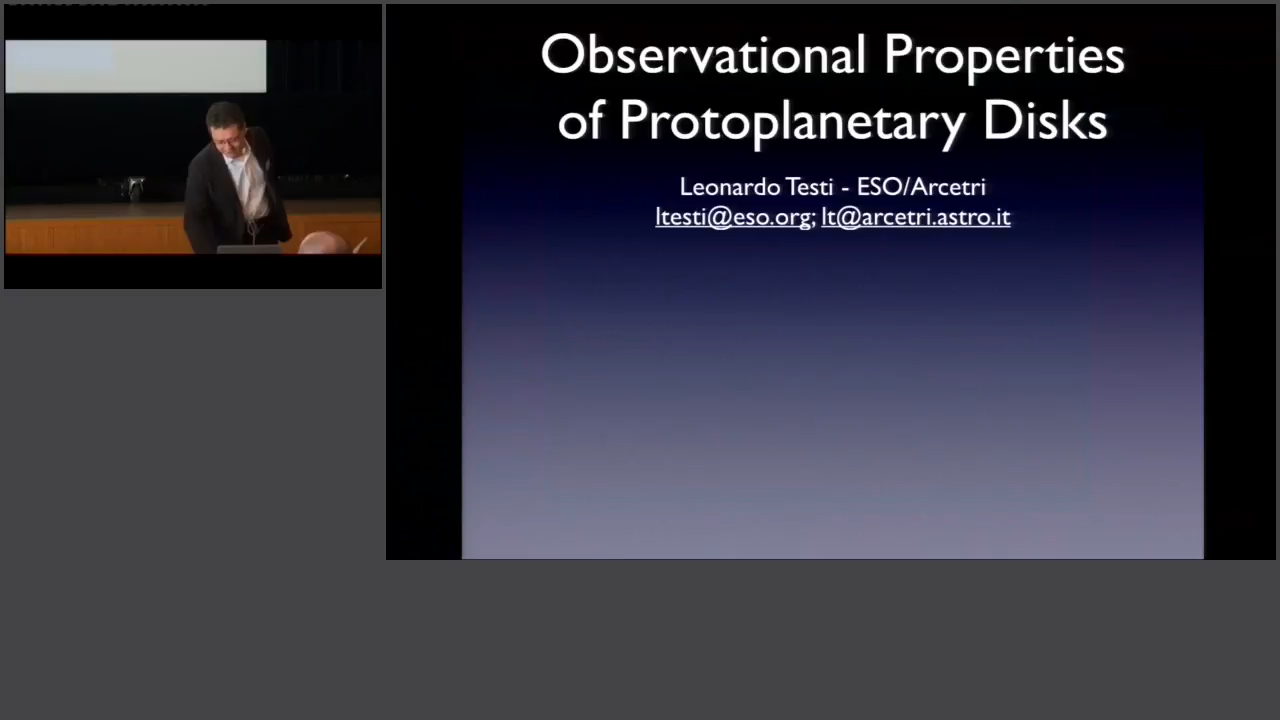 Observational Properties
of Protoplanetary Disks
Leonardo Testi - ESO/Arcetri
ltesti@eso.org; lt@arcetri.astro.it